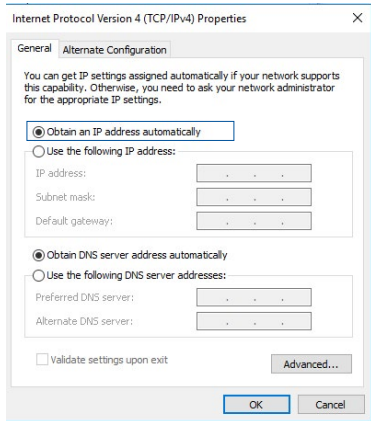 Internet Protocol Version 4 (TCP/IPv4) Properties
General Alternate Configuration
You can get IP settings assigned automatically if your network supports
this capability. Otherwise, you need to ask your network administrator
for the appropriate IP settings.
Obtain an IP address automatically
Use the following IP address:
IP address:
Subnet mask:
Default gateway:
Obtain DNS server address automatically
Use the following DNS server addresses:
Preferred DNS server:
Alternate DNS server:
Validate settings upon exit
Advanced...
OK Cancel